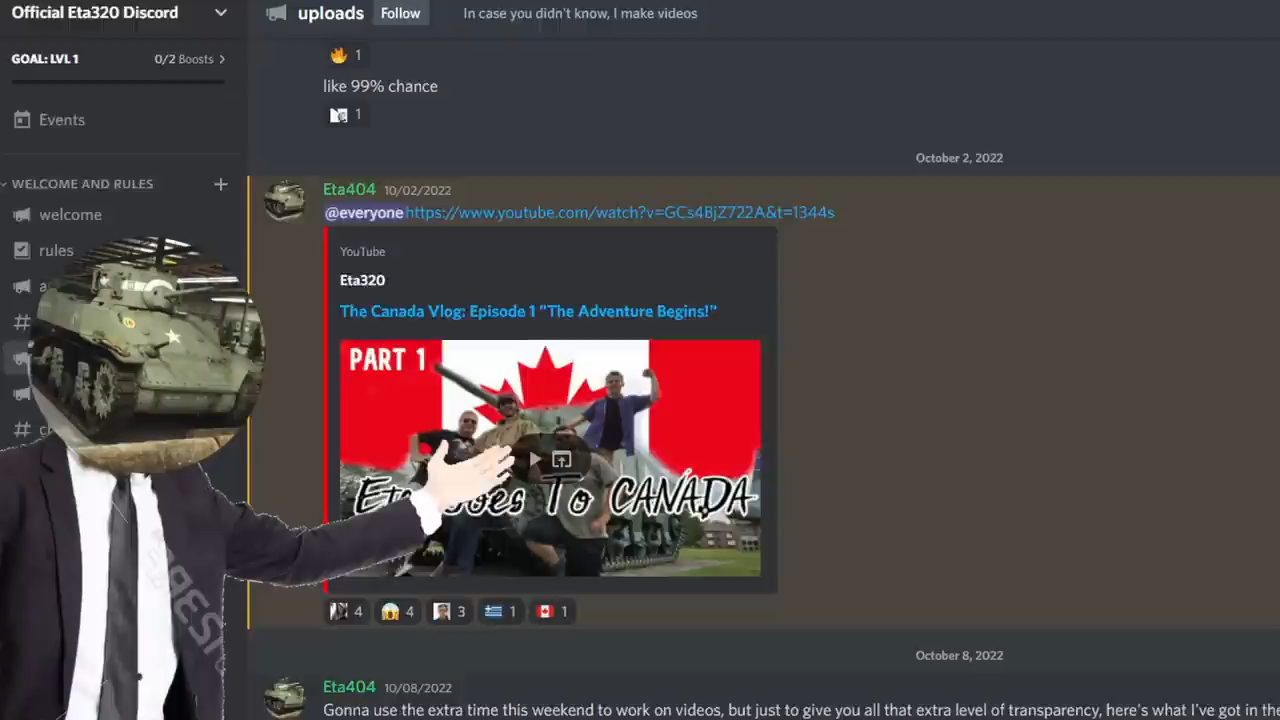 Official Eta320 Discord
uploads
Follow
In case you didn't know, I make videos
GOAL: LVL 1
0/2 Boosts
1
like 99% chance
1
Events
October 2, 2022
WELCOME AND RULES
welcome
rules
Eta404 10/02/2022
@everyone https://www.youtube.com/watch?v=GCs4BjZ722A&t=1344s
YouTube
Eta320
The Canada Vlog: Episode 1 "The Adventure Begins!"
PART 1
Goes To CANADA
4 4 3 1 1
October 8, 2022
Eta404 10/08/2022
Gonna use the extra time this weekend to work on videos, but just to give you all that extra level of transparency, here's what I've got in the